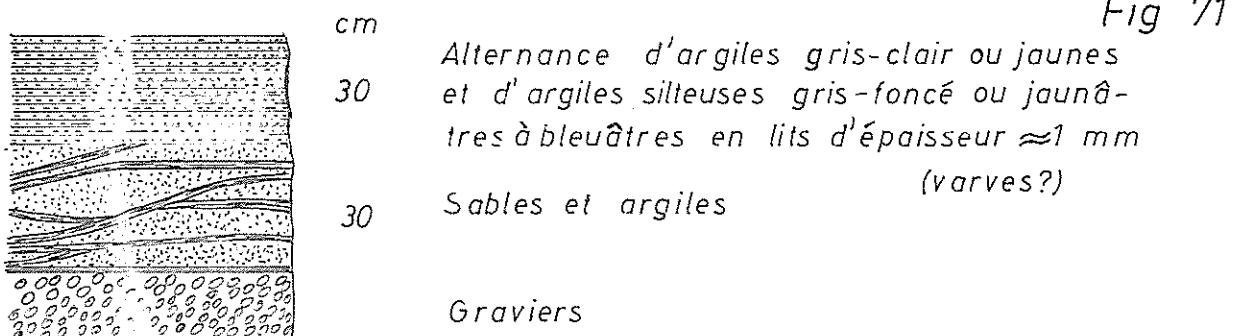 Fig 71
cm
30
Alternance d'argiles gris-clair ou jaunes
et d'argiles silteuses gris-foncé ou jaunâ-
tres à bleuâtres en lits d'épaisseur ≈1 mm
(varves?)
30
Sables et argiles
Graviers